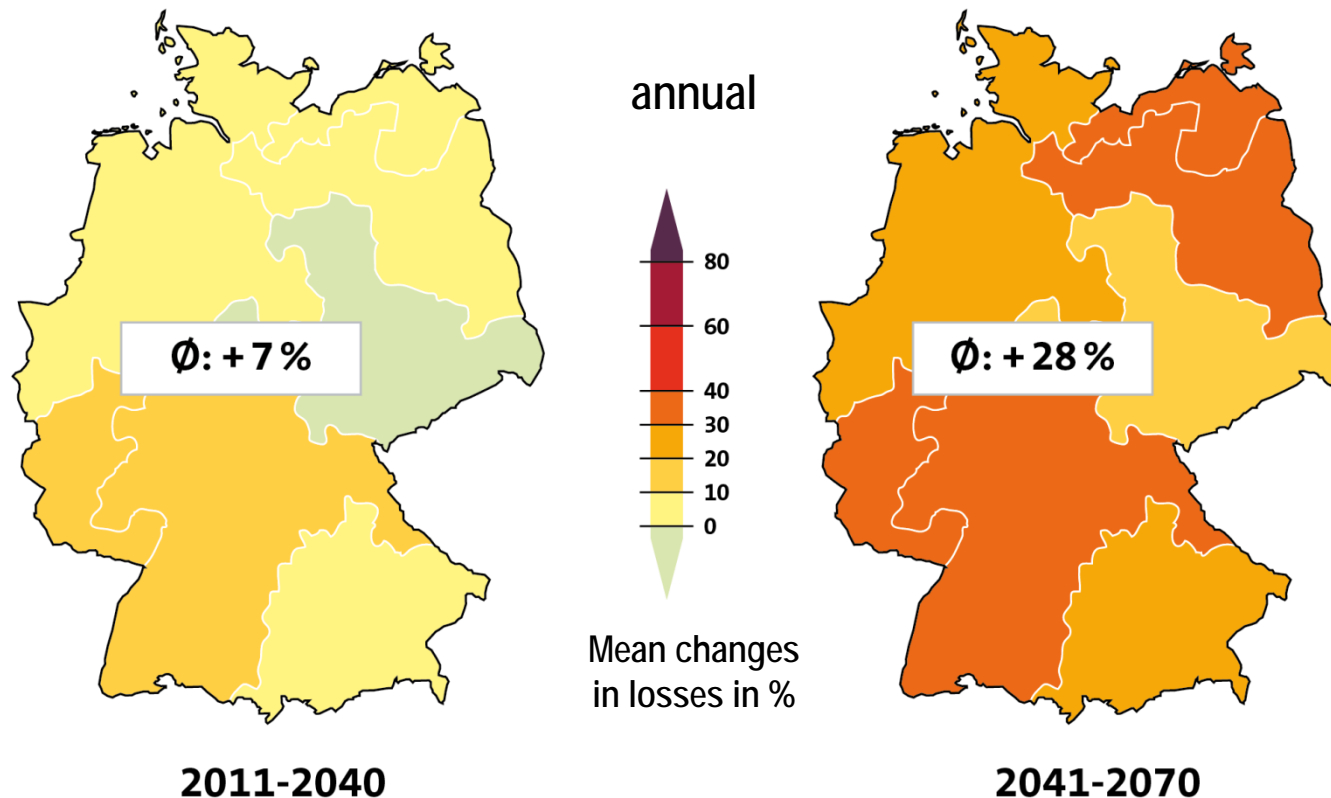 annual
80
60
40
30
20
10
0
Ø: + 7 %
Ø: + 28 %
Mean changes
in losses in %
2011-2040
2041-2070